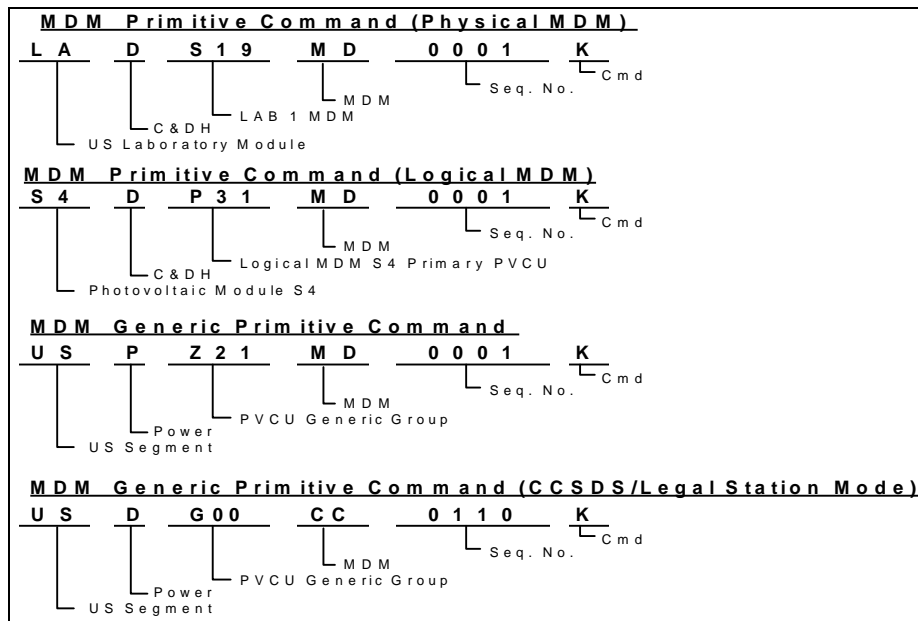 MDM Primitive Command (Physical MDM)
LA D S19 MD 0001 K
Cmd
Seq. No.
MDM
LAB 1 MDM
C&DH
US Laboratory Module
MDM Primitive Command (Logical MDM)
S4 D P31 MD 0001 K
Cmd
Seq. No.
MDM
Logical MDM S4 Primary PVCU
C&DH
Photovoltaic Module S4
MDM Generic Primitive Command
US P Z21 MD 0001 K
Cmd
Seq. No.
MDM
PVCU Generic Group
Power
US Segment
MDM Generic Primitive Command (CCSDS/Legal Station Mode)
US D G00 CC 0110 K
Cmd
Seq. No.
MDM
PVCU Generic Group
Power
US Segment